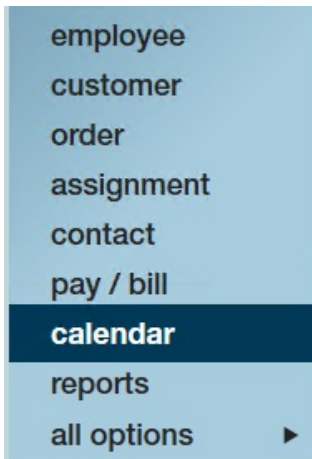 employee
customer
order
assignment
contact
pay / bill
calendar
reports
all options